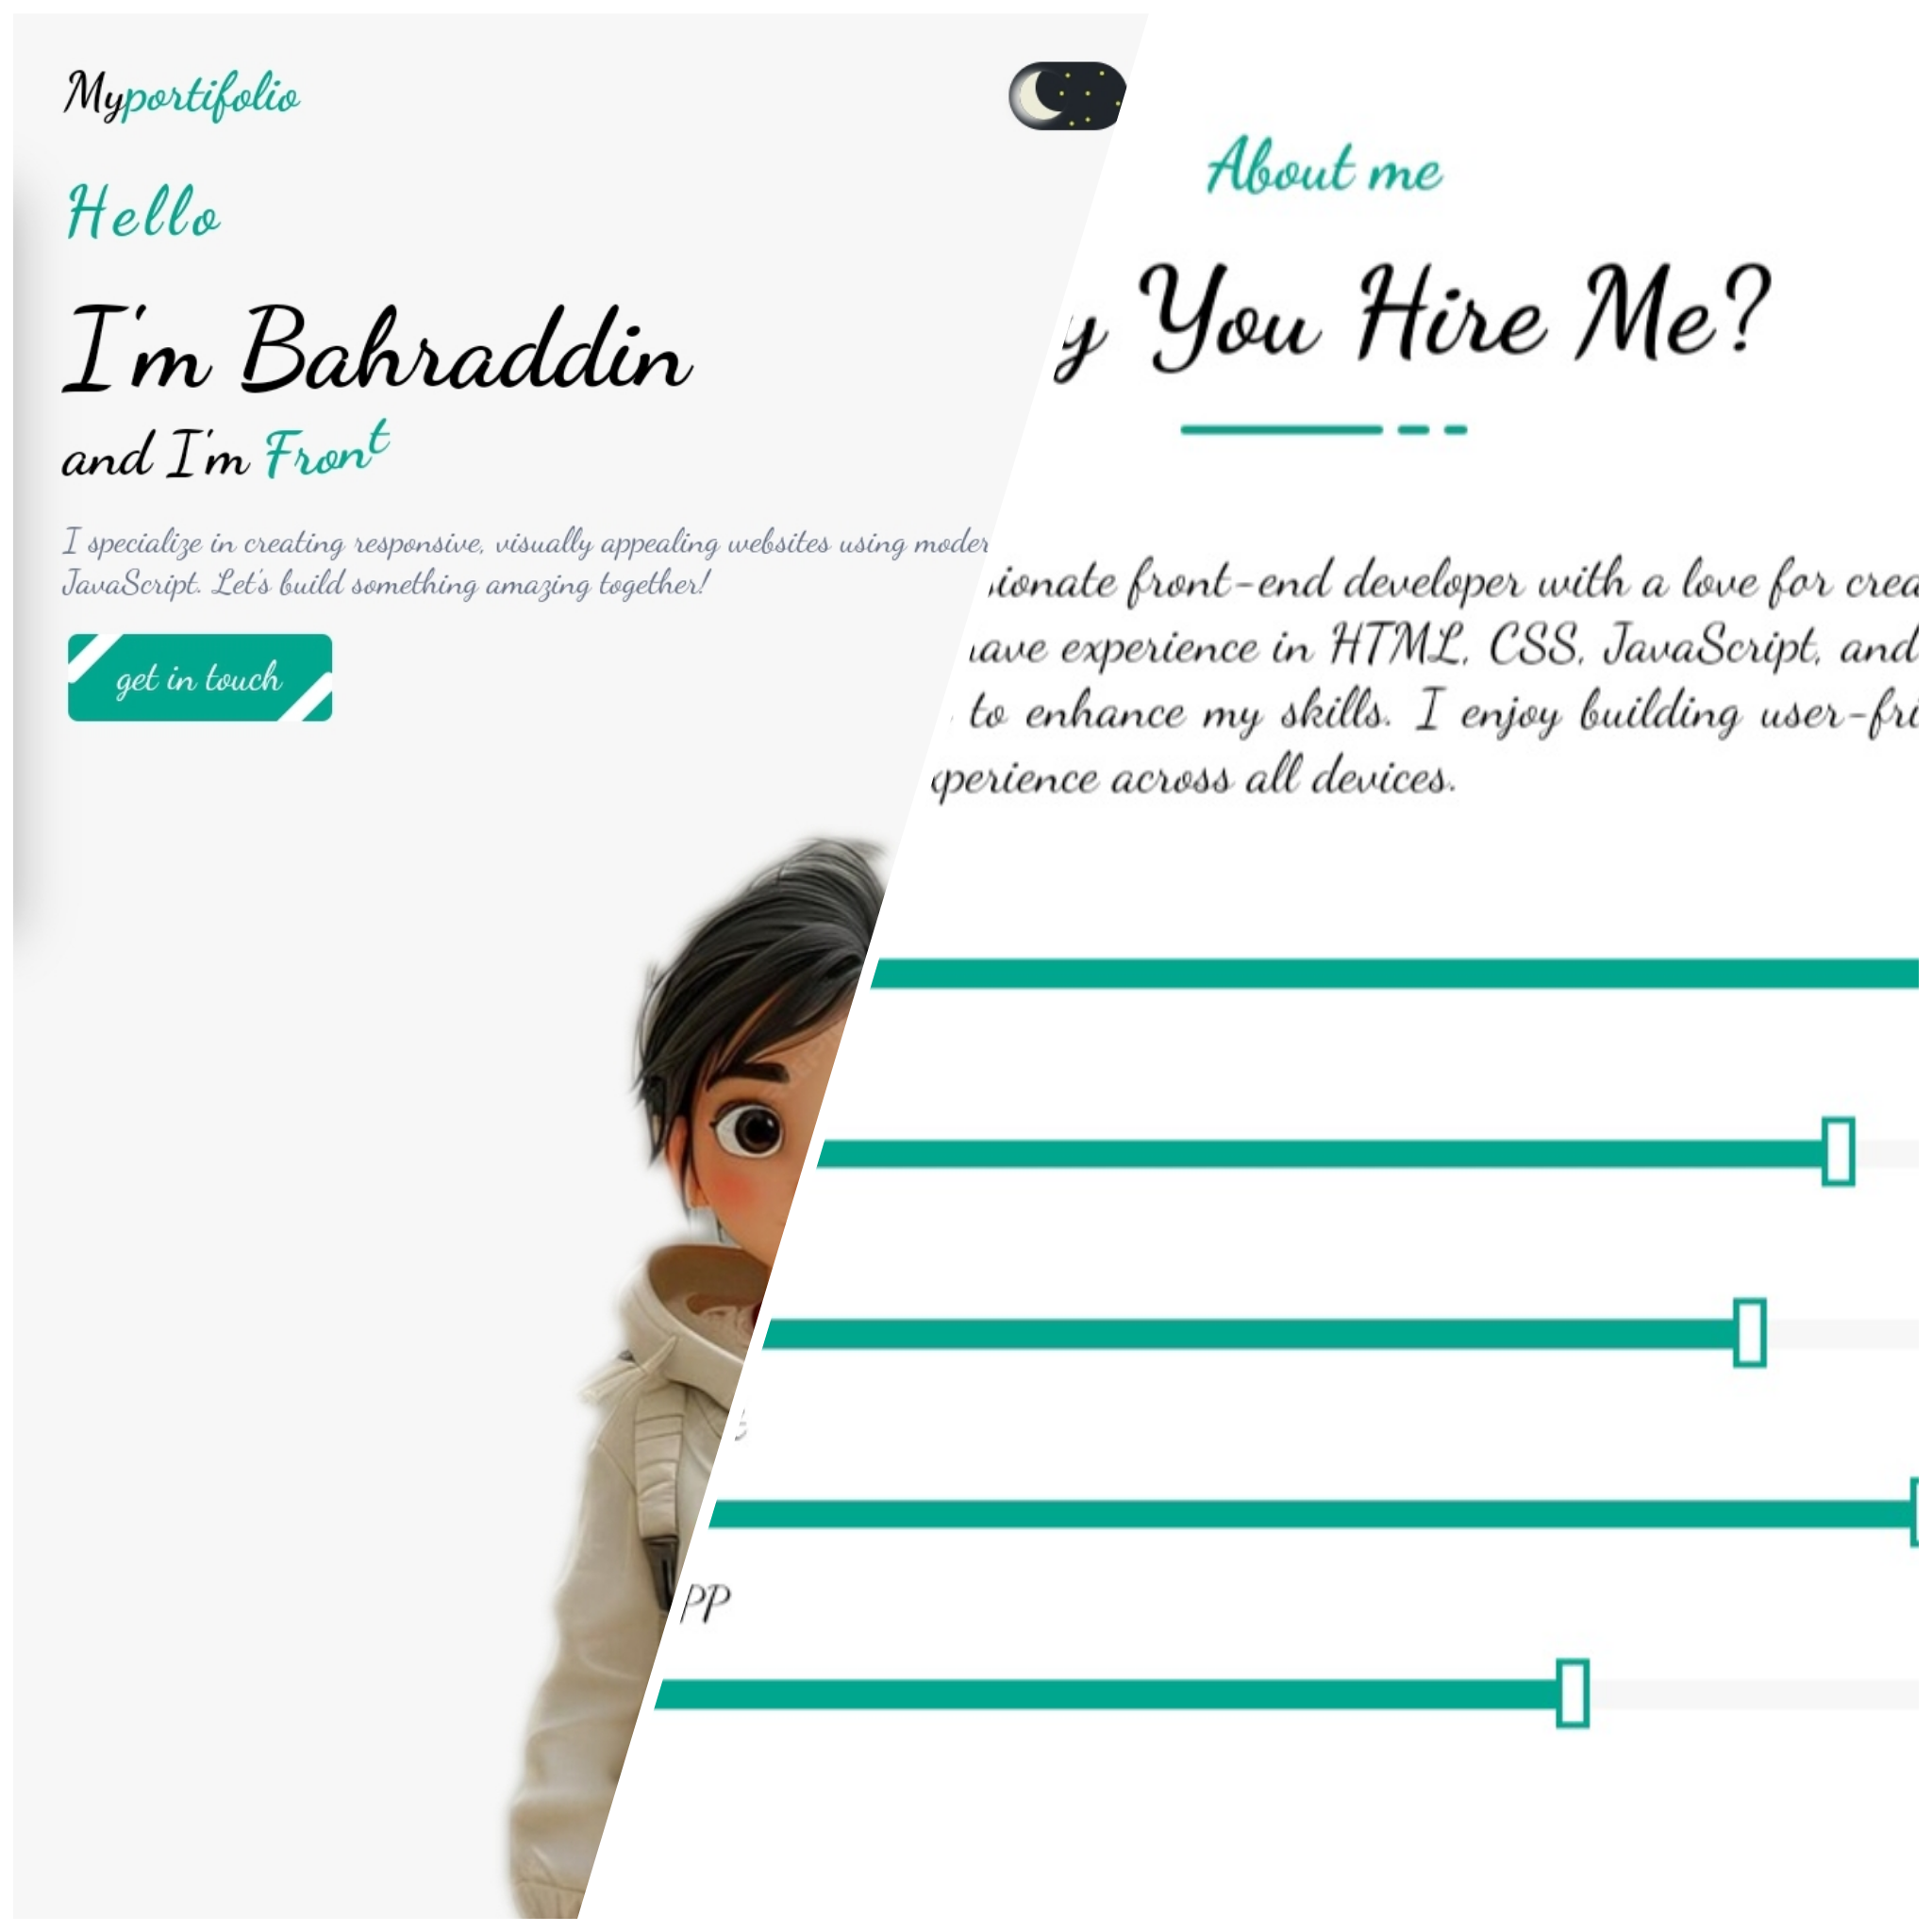 Myportifolio
Hello
I'm Bahraddin
and I'm Front
I specialize in creating responsive, visually appealing websites using moder
JavaScript. Let's build something amazing together!
get in touch
About me
y You Hire Me?
ionate front-end developer with a love for crea
ave experience in HTML, CSS, JavaScript, and
to enhance my skills. I enjoy building user-fri
xperience across all devices.
PP